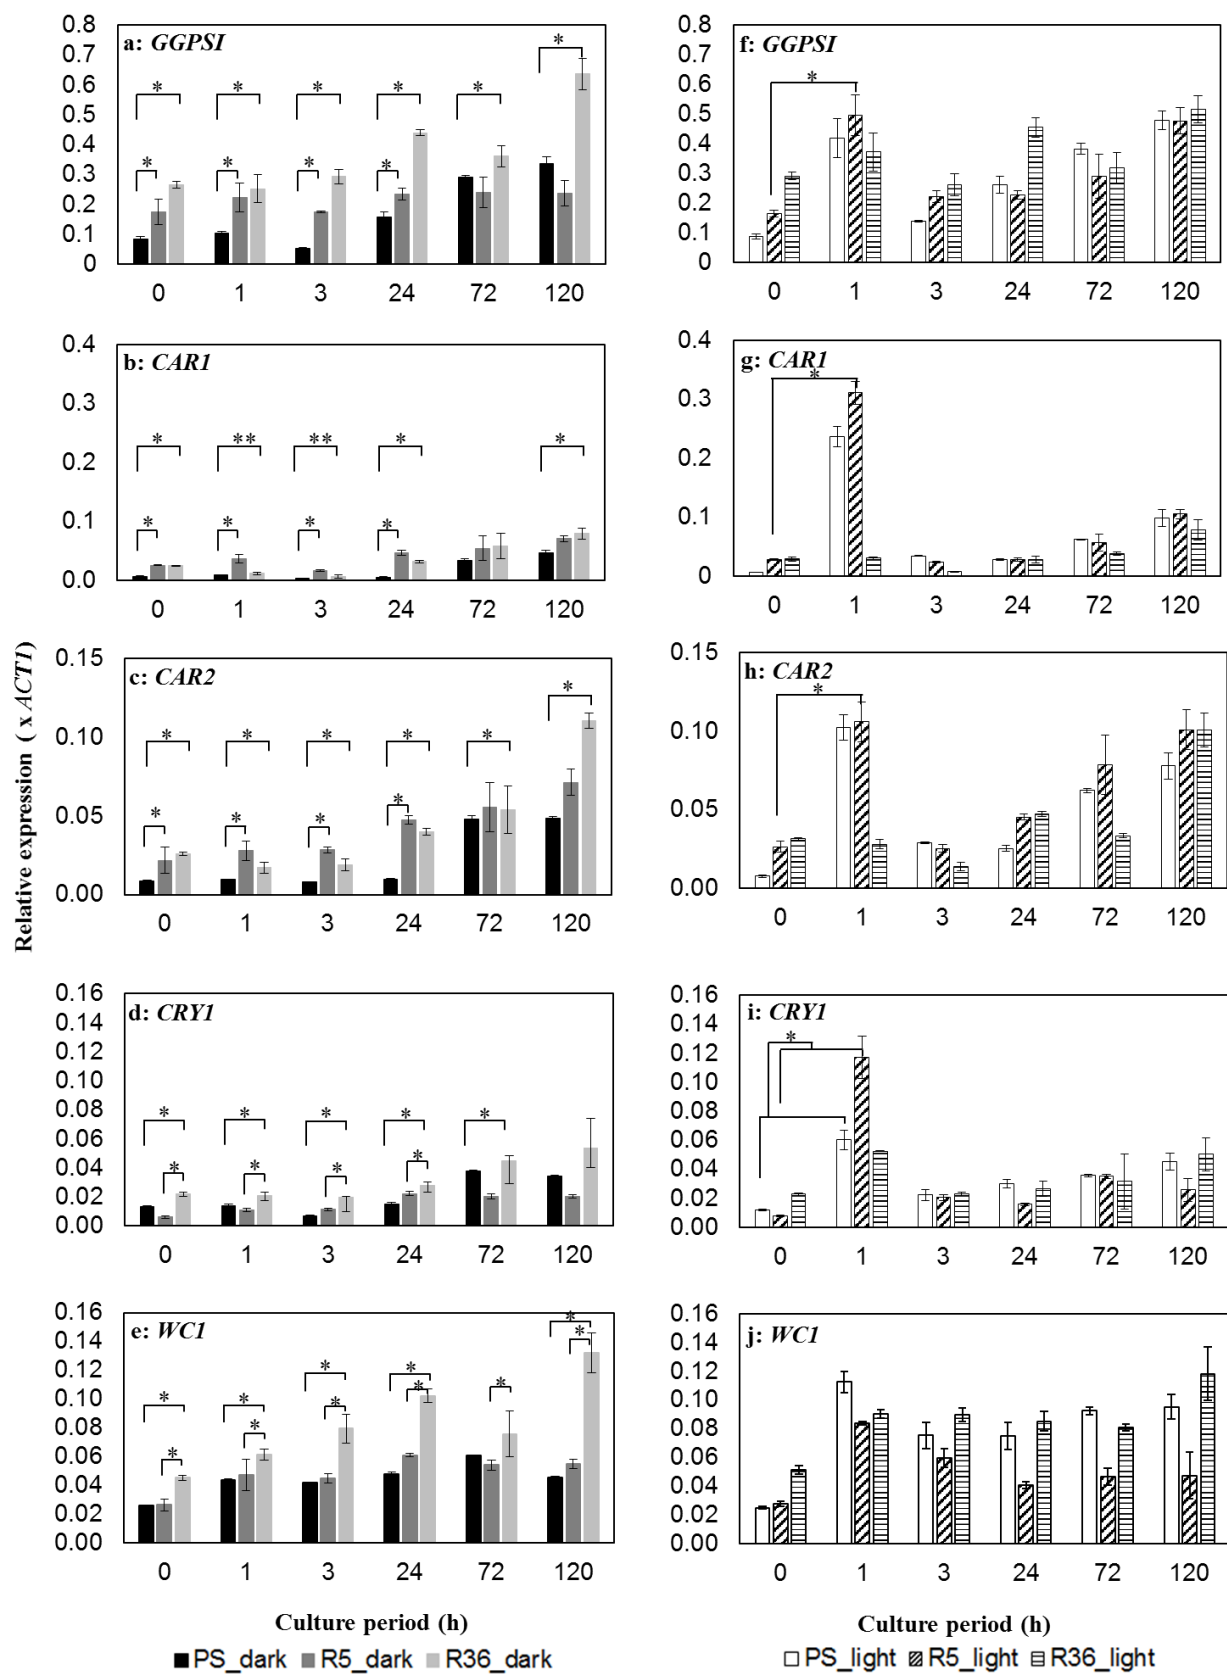 a: GGPSI
0.8
0.7
0.6
0.5
0.4
0.3
0.2
0.1
0
* * * * * *
* * * *
0 1 3 24 72 120
f: GGPSI
0.8
0.7
0.6
0.5
0.4
0.3
0.2
0.1
0
*
0 1 3 24 72 120
b: CAR1
0.4
0.3
0.2
0.1
0.0
* ** ** * *
* * * *
0 1 3 24 72 120
g: CAR1
0.4
0.3
0.2
0.1
0
*
0 1 3 24 72 120
Relative expression ( x ACT1)
c: CAR2
0.15
0.10
0.05
0.00
* * * * * *
* * * *
0 1 3 24 72 120
h: CAR2
0.15
0.10
0.05
0.00
*
0 1 3 24 72 120
d: CRY1
0.16
0.14
0.12
0.10
0.08
0.06
0.04
0.02
0.00
* * * * *
* * * *
0 1 3 24 72 120
i: CRY1
0.16
0.14
0.12
0.10
0.08
0.06
0.04
0.02
0.00
*
0 1 3 24 72 120
e: WC1
0.16
0.14
0.12
0.10
0.08
0.06
0.04
0.02
0.00
* * * * *
* * * * * *
0 1 3 24 72 120
Culture period (h)
PS_dark R5_dark R36_dark
j: WC1
0.16
0.14
0.12
0.10
0.08
0.06
0.04
0.02
0.00
0 1 3 24 72 120
Culture period (h)
PS_light R5_light R36_light